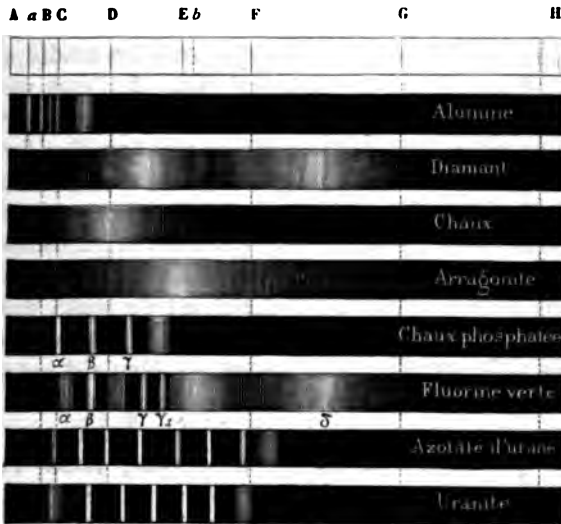 A a B C D E b F G H
Alumine
Diamant
Chaux
Arragonite
Chaux phosphatée
α β γ
Fluorine verte
α β γ γ₁ δ
Azotate d'urane
Uranite